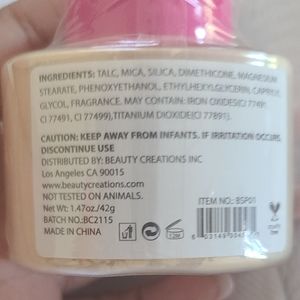 INGREDIENTS: TALC, MICA, SILICA, DIMETHICONE, MAGNESIUM
STEARATE, PHENOXYETHANOL, ETHYLHEXYLGLYCERIN, CAPRYLYL
GLYCOL, FRAGRANCE. MAY CONTAIN: IRON OXIDES(CI 77491,
CI 77491, CI 77499),TITANIUM DIOXIDE(CI 77891).
CAUTION: KEEP AWAY FROM INFANTS. IF IRRITATION OCCURS,
DISCONTINUE USE
DISTRIBUTED BY: BEAUTY CREATIONS INC
Los Angeles CA 90015
www.beautycreations.com
NOT TESTED ON ANIMALS.
Net Wt: 1.47oz./42g
BATCH NO.:BC2115
MADE IN CHINA
ITEM NO.: BSP01
12M